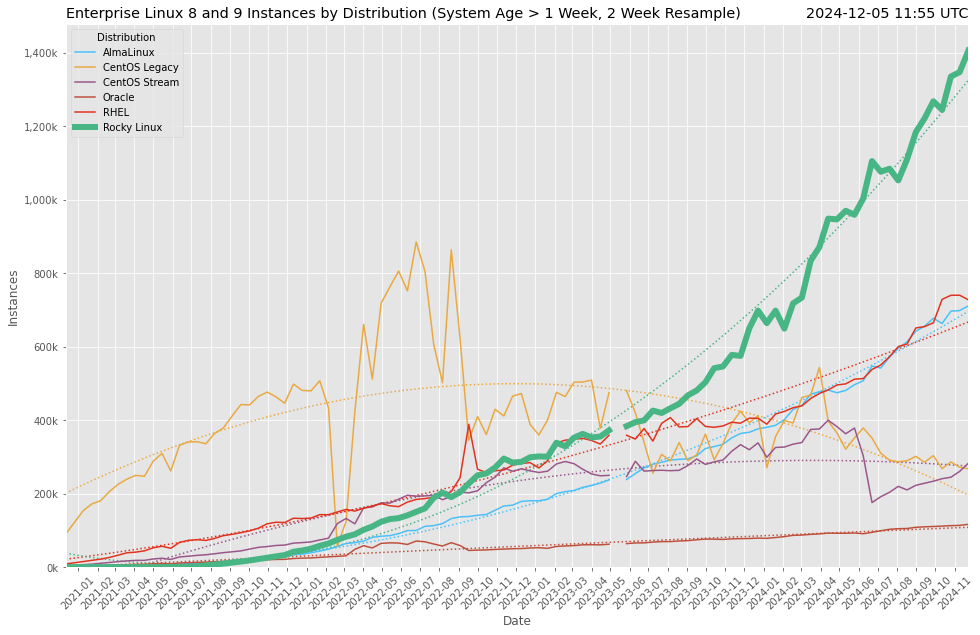 Enterprise Linux 8 and 9 Instances by Distribution (System Age > 1 Week, 2 Week Resample)
2024-12-05 11:55 UTC
Distribution
AlmaLinux
CentOS Legacy
CentOS Stream
Oracle
RHEL
Rocky Linux
1,400k
1,200k
1,000k
800k
600k
400k
200k
0k
Instances
2021-01
2021-02
2021-03
2021-04
2021-05
2021-06
2021-07
2021-08
2021-09
2021-10
2021-11
2021-12
2022-01
2022-02
2022-03
2022-04
2022-05
2022-06
2022-07
2022-08
2022-09
2022-10
2022-11
2022-12
2023-01
2023-02
2023-03
2023-04
2023-05
2023-06
2023-07
2023-08
2023-09
2023-10
2023-11
2023-12
2024-01
2024-02
2024-03
2024-04
2024-05
2024-06
2024-07
2024-08
2024-09
2024-10
2024-11
Date